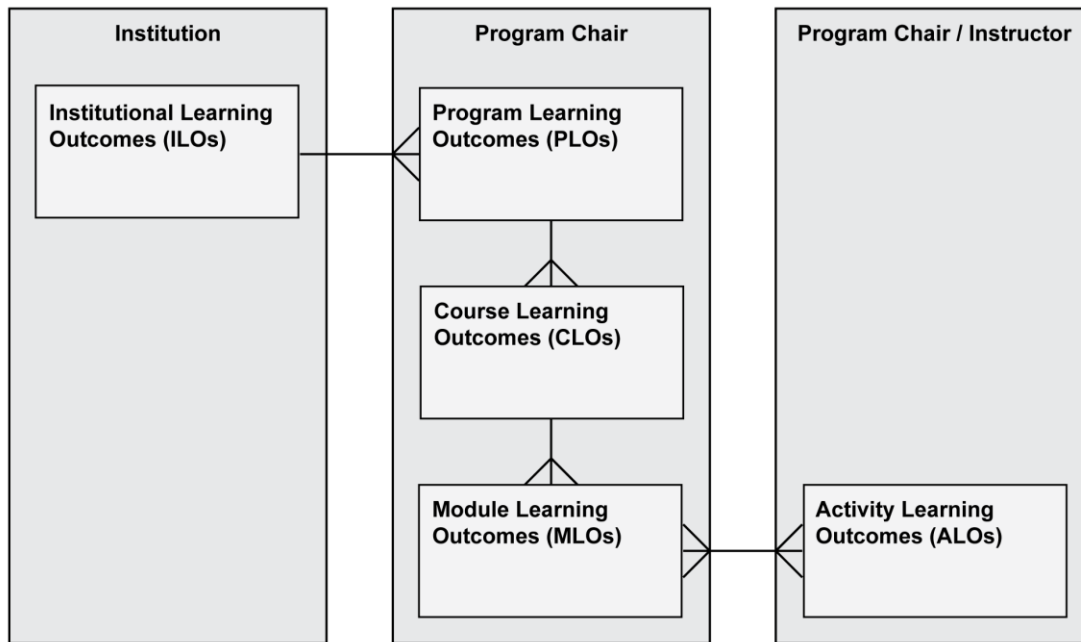 Institution
Institutional Learning
Outcomes (ILOs)
Program Chair
Program Learning
Outcomes (PLOs)
Course Learning
Outcomes (CLOs)
Module Learning
Outcomes (MLOs)
Program Chair / Instructor
Activity Learning
Outcomes (ALOs)